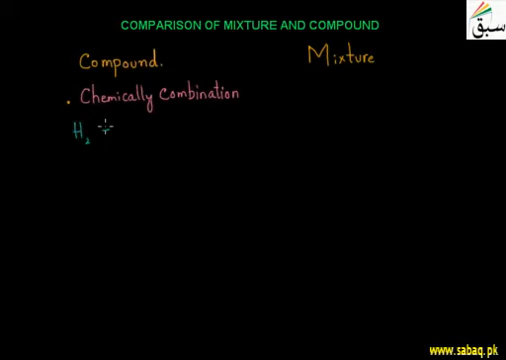 COMPARISON OF MIXTURE AND COMPOUND
سبق
Compound. Mixture
. Chemically Combination
H₂
www.sabaq.pk